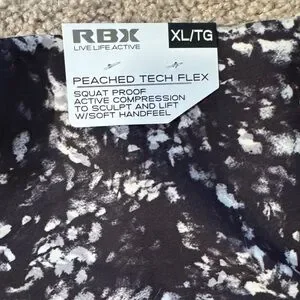 RBX XL/TG
LIVE LIFE ACTIVE
PEACHED TECH FLEX
SQUAT PROOF
ACTIVE COMPRESSION
TO SCULPT AND LIFT
W/SOFT HANDFEEL